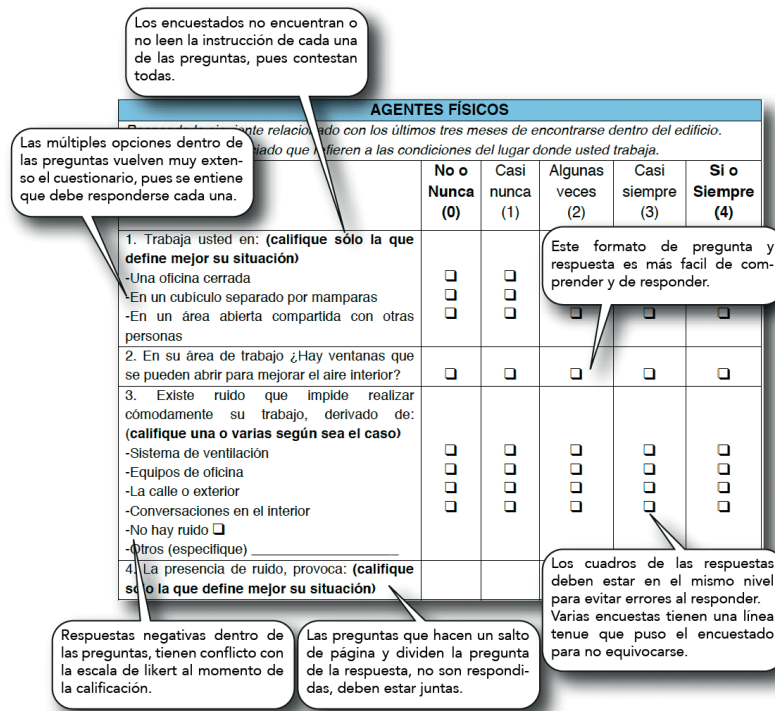 Los encuestados no encuentran o
no leen la instrucción de cada una
de las preguntas, pues contestan
todas.
AGENTES FÍSICOS
relacionado con los últimos tres meses de encontrarse dentro del edificio.
refieren a las condiciones del lugar donde usted trabaja.
Las múltiples opciones dentro de
las preguntas vuelven muy exten-
so el cuestionario, pues se entiene
que debe responderse cada una.
No o
Nunca
(0)
Casi
nunca
(1)
Algunas
veces
(2)
Casi
siempre
(3)
Si o
Siempre
(4)
1. Trabaja usted en: (califique sólo la que
define mejor su situación)
-Una oficina cerrada
-En un cubículo separado por mamparas
-En un área abierta compartida con otras
personas
Este formato de pregunta y
respuesta es más facil de com-
prender y de responder.
2. En su área de trabajo ¿Hay ventanas que
se pueden abrir para mejorar el aire interior?
3. Existe ruido que impide realizar
cómodamente su trabajo, derivado de:
(califique una o varias según sea el caso)
-Sistema de ventilación
-Equipos de oficina
-La calle o exterior
-Conversaciones en el interior
-No hay ruido ❑
-Otros (especifique) ____________________
4. La presencia de ruido, provoca: (califique
sólo la que define mejor su situación)
Los cuadros de las respuestas
deben estar en el mismo nivel
para evitar errores al responder.
Varias encuestas tienen una línea
tenue que puso el encuestado
para no equivocarse.
Respuestas negativas dentro de
las preguntas, tienen conflicto con
la escala de likert al momento de
la calificación.
Las preguntas que hacen un salto
de página y dividen la pregunta
de la respuesta, no son respondi-
das, deben estar juntas.